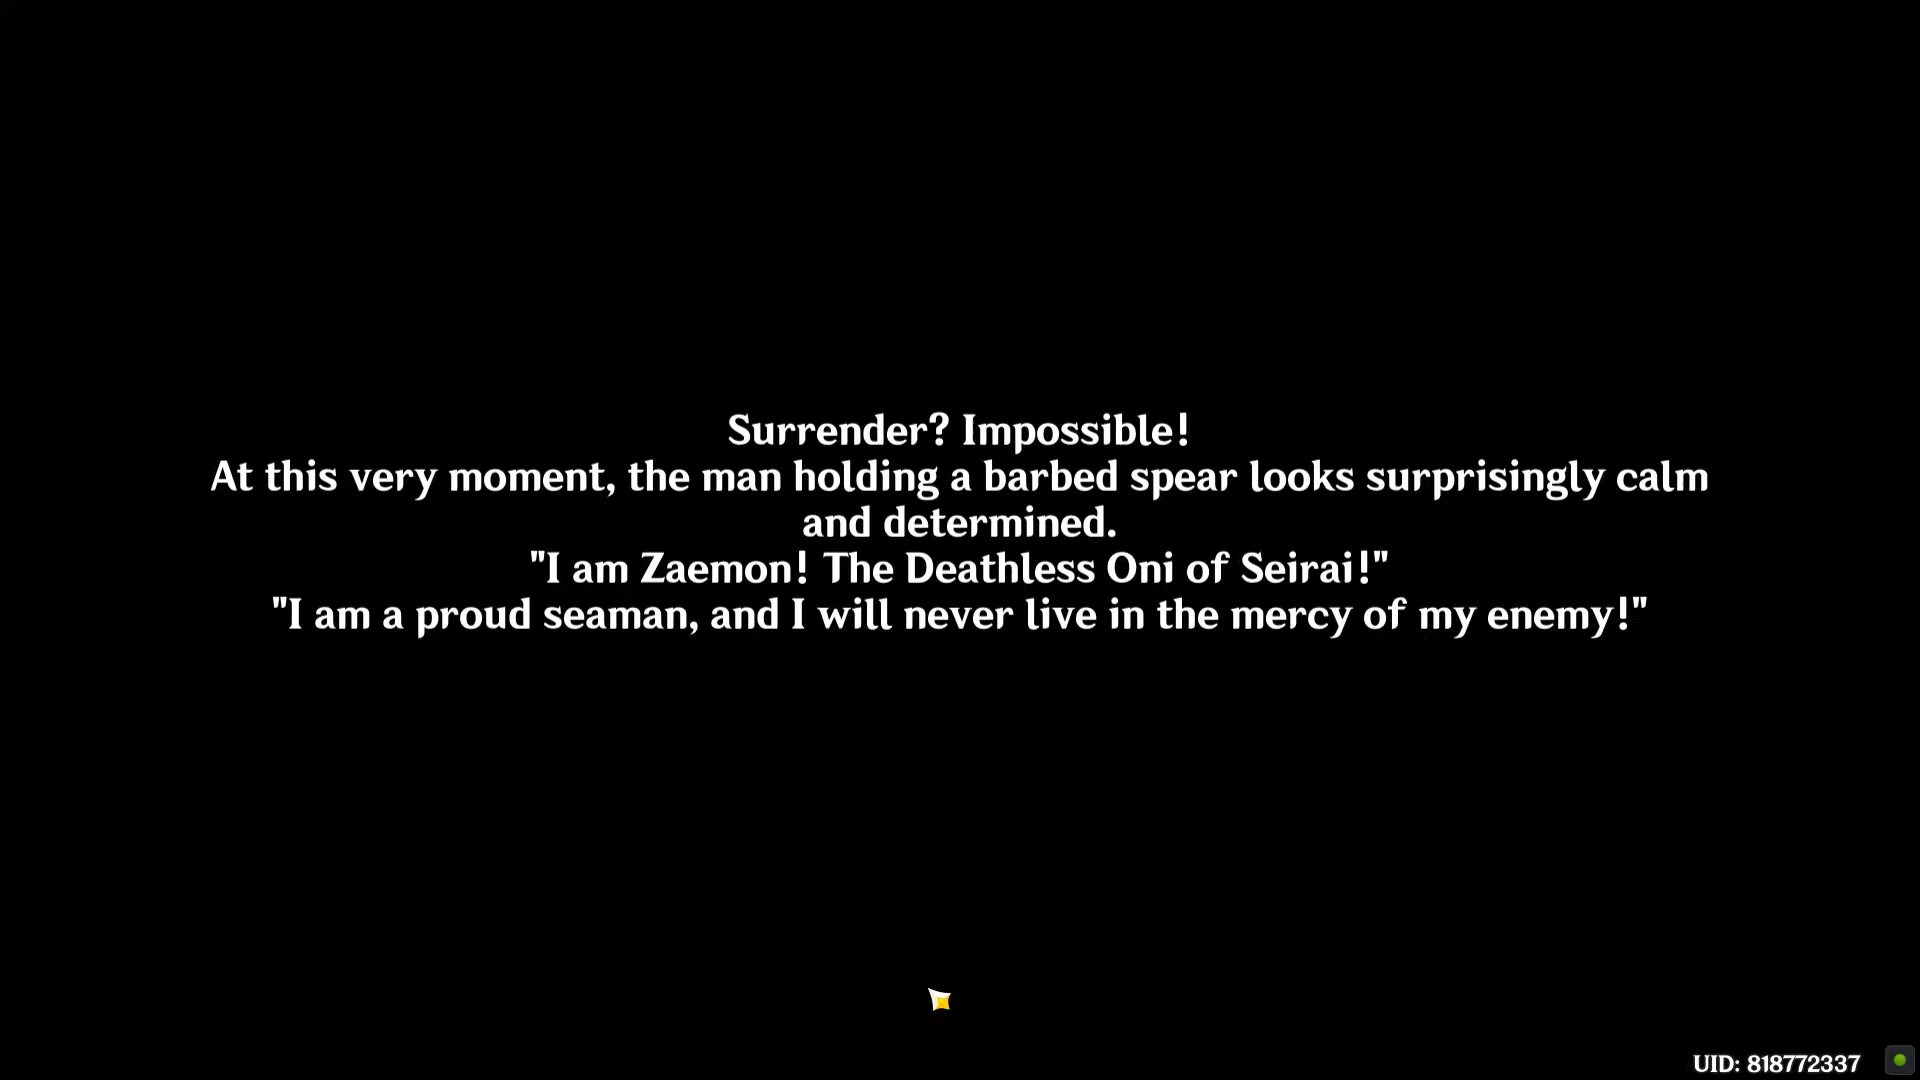 Surrender? Impossible!
At this very moment, the man holding a barbed spear looks surprisingly calm
and determined.
"I am Zaemon! The Deathless Oni of Seirai!"
"I am a proud seaman, and I will never live in the mercy of my enemy!"
UID: 818772337